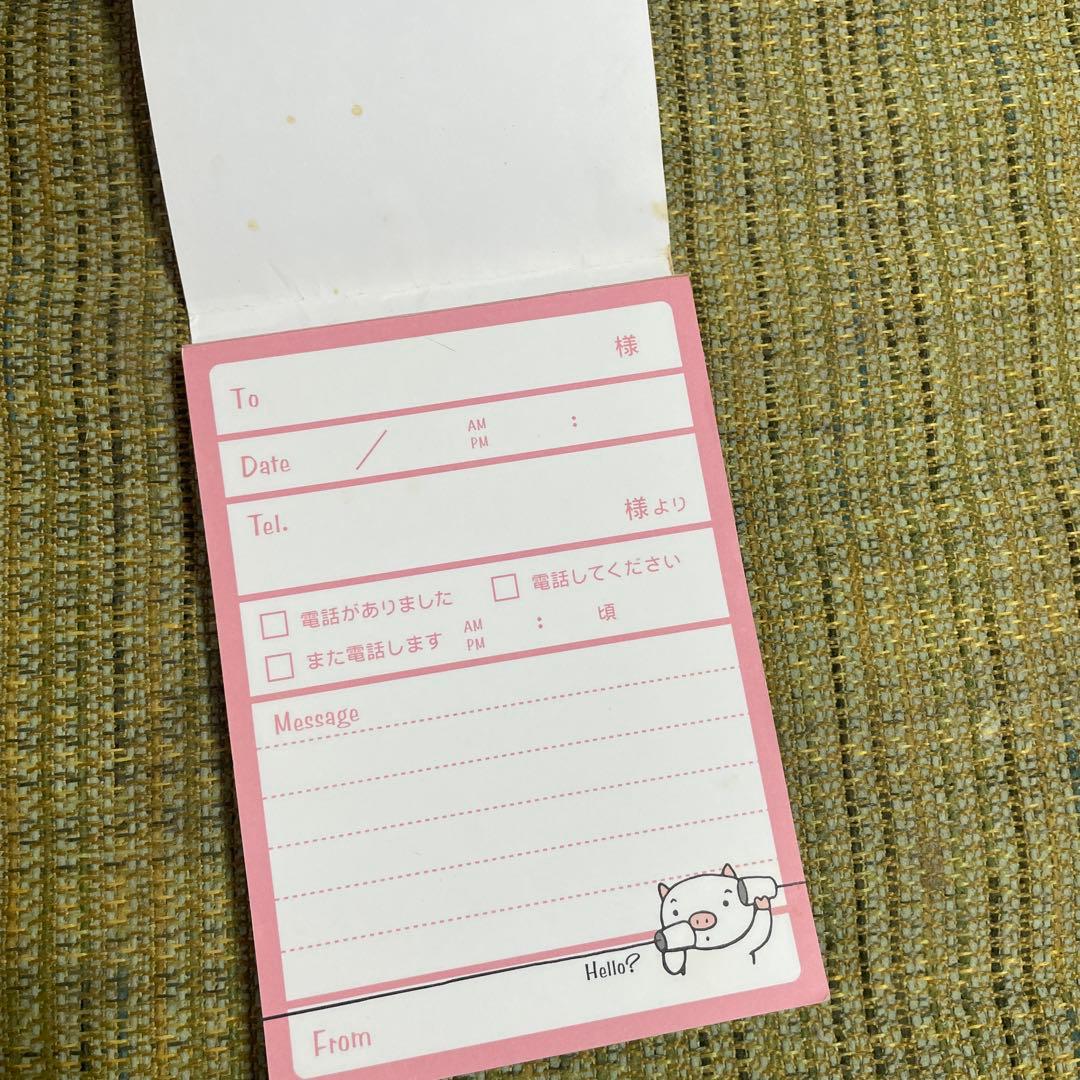 To 様
Date / AM PM :
Tel. 様より
□ 電話がありました □ 電話してください
□ また電話します AM PM : 頃
Message
Hello?
From